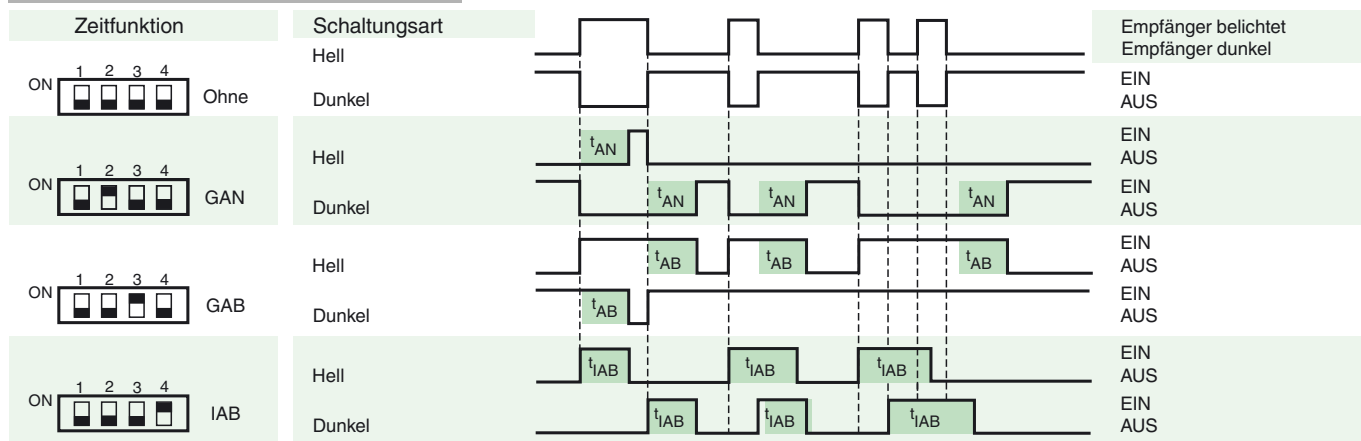 Zeitfunktion Schaltungsart Empfänger belichtet
Hell Empfänger dunkel
1 2 3 4 EIN
ON Ohne Dunkel AUS
tAN EIN
Hell AUS
1 2 3 4
ON GAN tAN tAN tAN EIN
Dunkel AUS
EIN
Hell tAB tAB tAB AUS
1 2 3 4
ON GAB tAB EIN
Dunkel AUS
EIN
Hell tIAB tIAB tIAB AUS
1 2 3 4
ON IAB EIN
Dunkel tIAB tIAB tIAB AUS